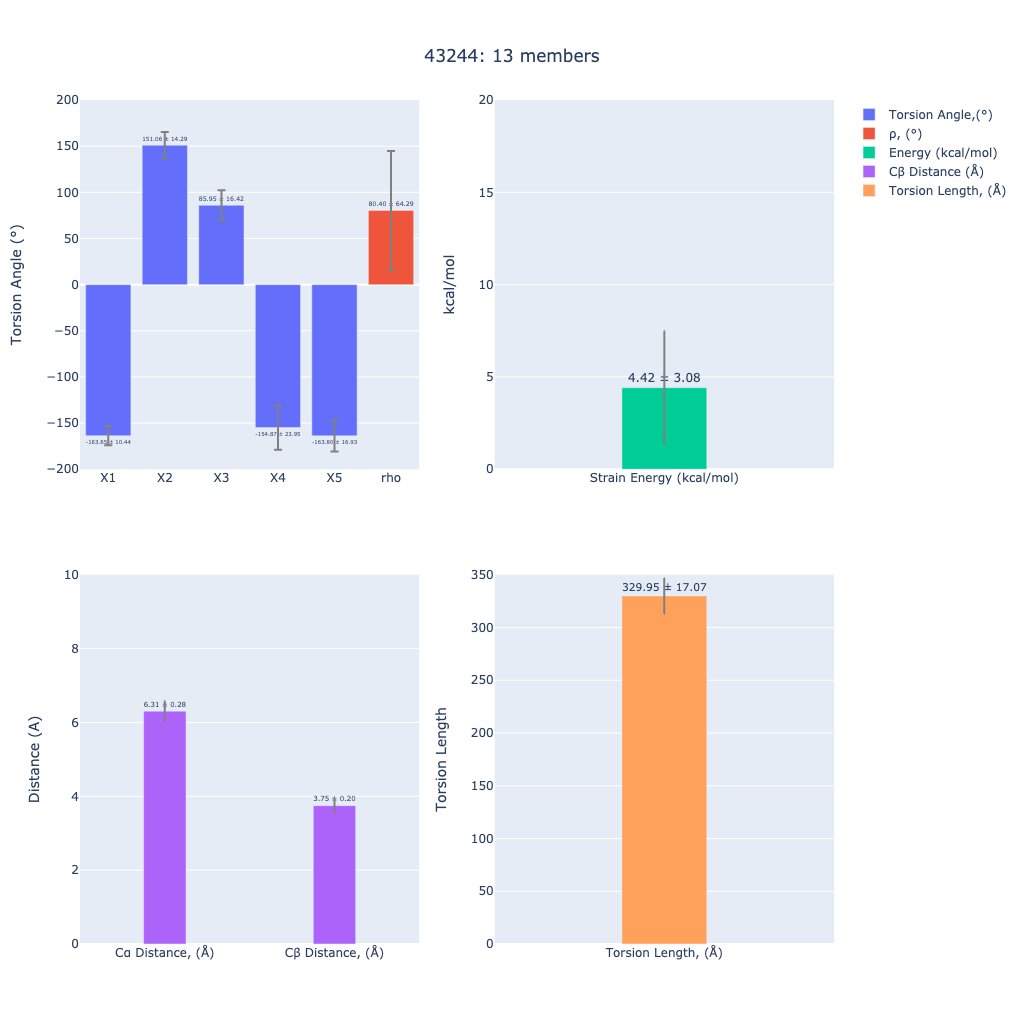 43244: 13 members
Torsion Angle (°)
200
150
100
50
0
−50
−100
−150
−200
151.06 ± 14.29
85.95 ± 16.42
80.40 ± 64.29
-163.65 ± 10.44
-154.87 ± 23.95
-163.80 ± 16.93
X1 X2 X3 X4 X5 rho
kcal/mol
20
15
10
5
0
4.42 ± 3.08
Strain Energy (kcal/mol)
Torsion Angle,(°)
ρ, (°)
Energy (kcal/mol)
Cβ Distance (Å)
Torsion Length, (Å)
Distance (A)
10
8
6
4
2
0
6.31 ± 0.28
3.75 ± 0.20
Cα Distance, (Å) Cβ Distance, (Å)
Torsion Length
350
300
250
200
150
100
50
0
329.95 ± 17.07
Torsion Length, (Å)